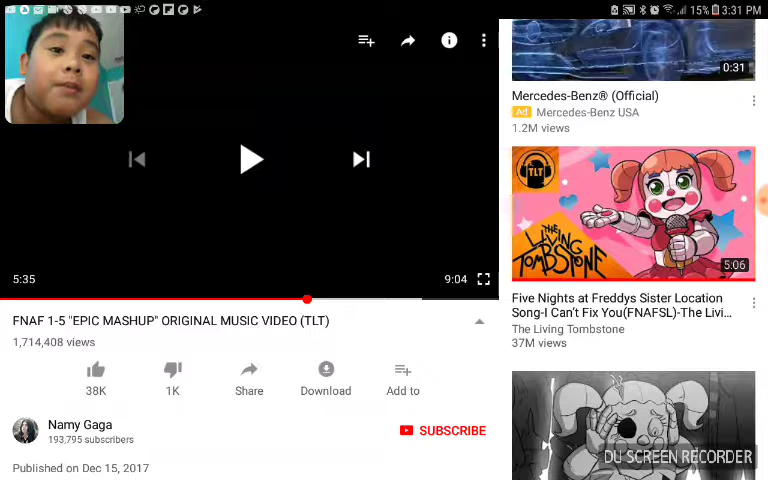 15% 3:31 PM
5:35
9:04
FNAF 1-5 "EPIC MASHUP" ORIGINAL MUSIC VIDEO (TLT)
1,714,408 views
38K
1K
Share
Download
Add to
Namy Gaga
193,795 subscribers
SUBSCRIBE
Published on Dec 15, 2017
0:31
Mercedes-Benz® (Official)
Ad Mercedes-Benz USA
1.2M views
TLT
THE
LIVING
TOMBSTONE
5:06
Five Nights at Freddys Sister Location
Song-I Can't Fix You(FNAFSL)-The Livi...
The Living Tombstone
37M views
DU SCREEN RECORDER